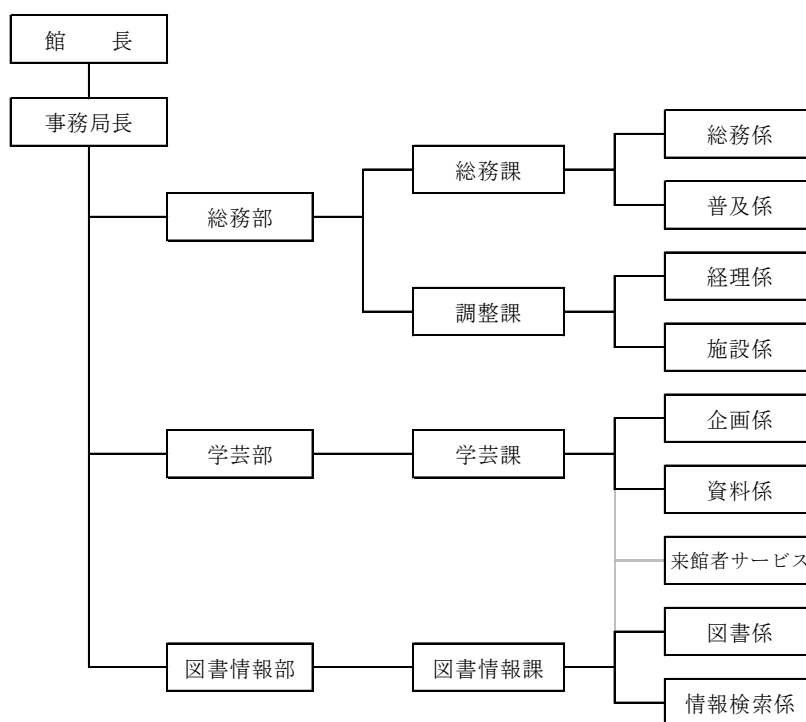 館　　長
事務局長
総務部
総務課
総務係
普及係
調整課
経理係
施設係
学芸部
学芸課
企画係
資料係
来館者サービス
図書情報部
図書情報課
図書係
情報検索係